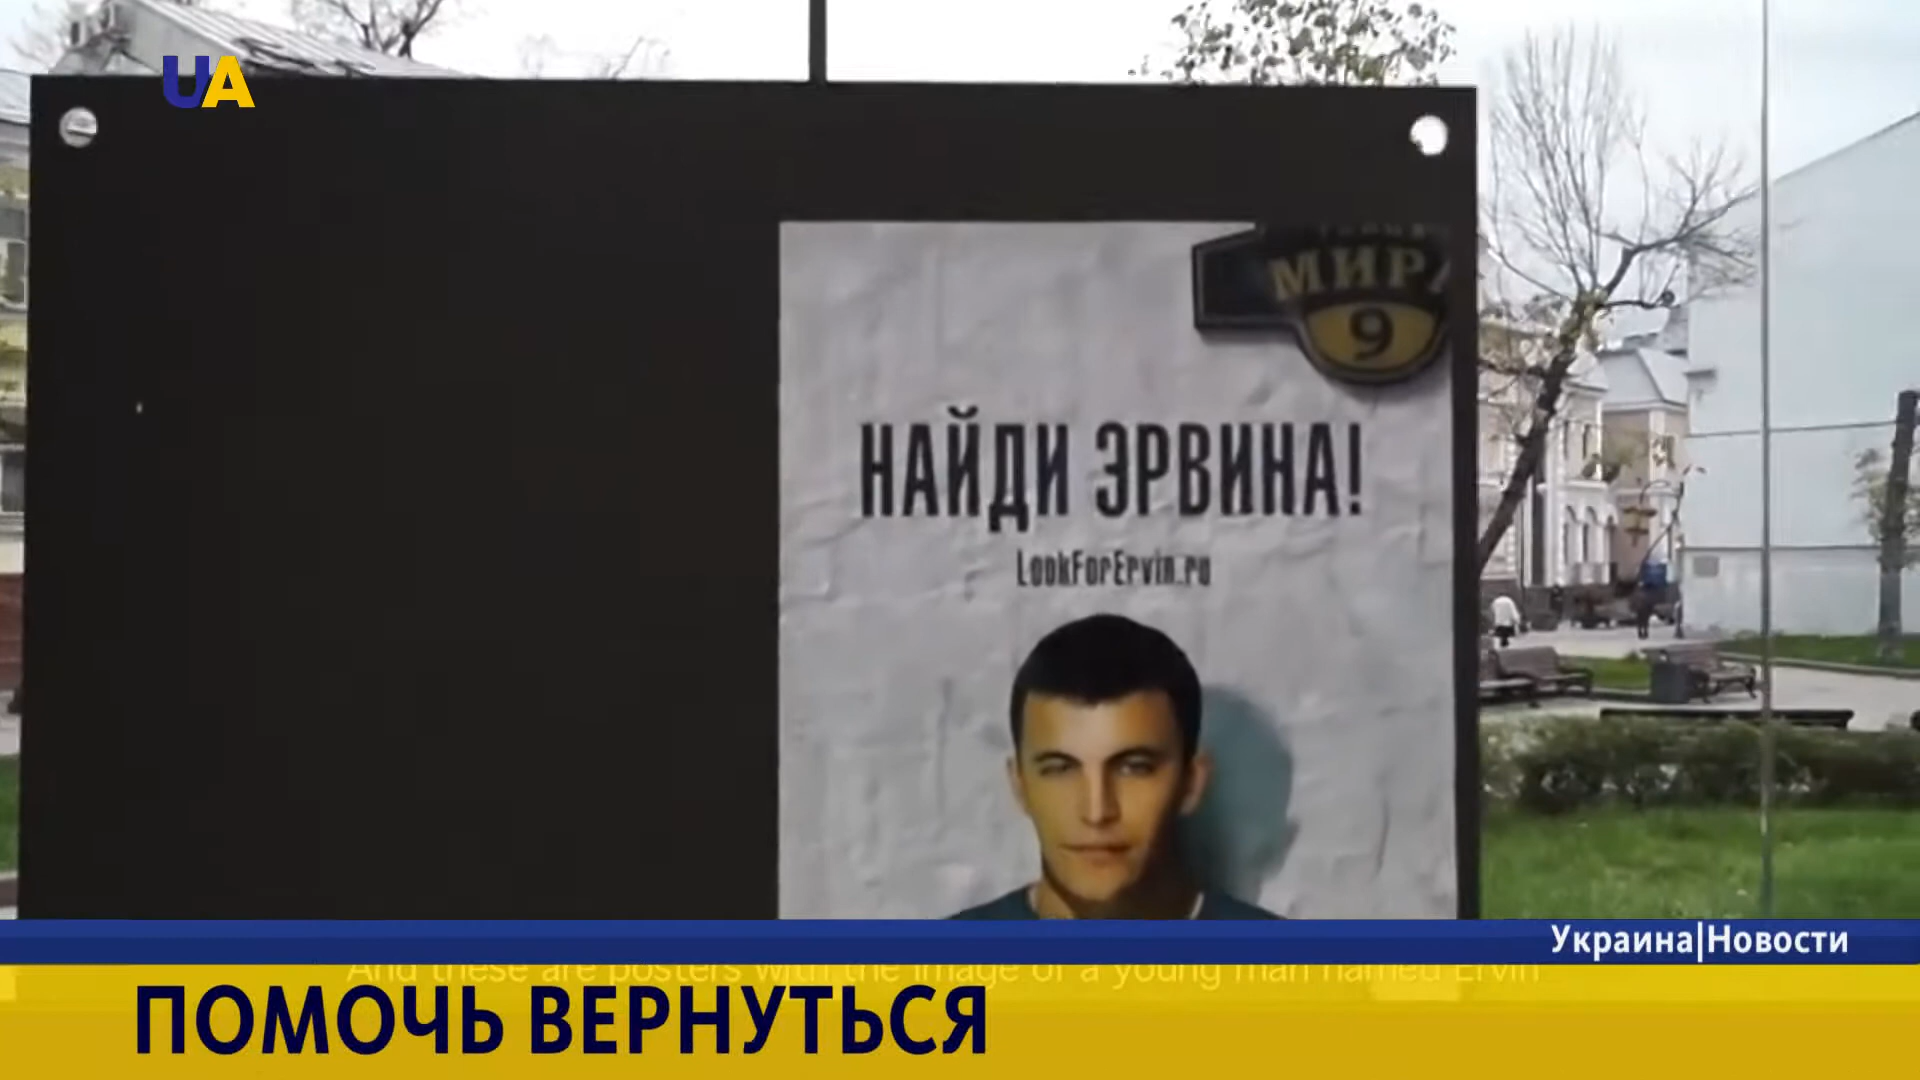 UA
МИРА
9
НАЙДИ ЭРВИНА!
LookForErvin.ru
Украина|Новости
And these are posters with the image of a young man named Ervin
ПОМОЧЬ ВЕРНУТЬСЯ